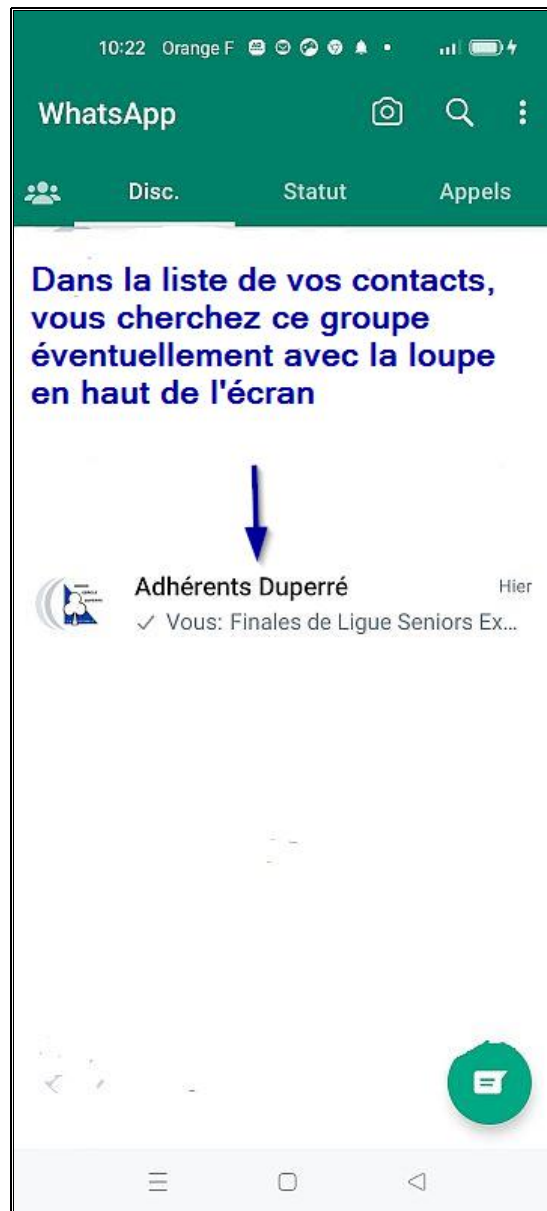 10:22 Orange F
WhatsApp
Disc. Statut Appels
Dans la liste de vos contacts,
vous cherchez ce groupe
éventuellement avec la loupe
en haut de l'écran
Adhérents Duperré Hier
✓ Vous: Finales de Ligue Seniors Ex...